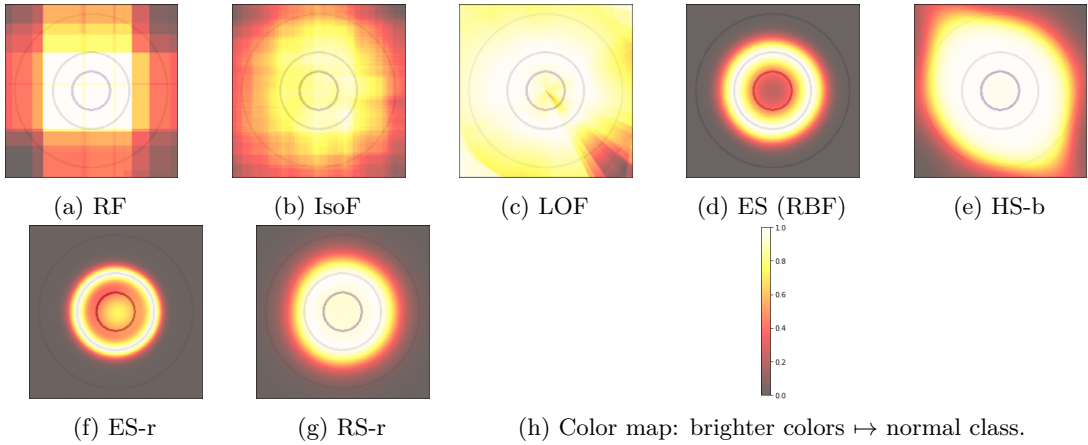 (a) RF
(b) IsoF
(c) LOF
(d) ES (RBF)
(e) HS-b
1.0
0.8
0.6
0.4
0.2
0.0
(f) ES-r
(g) RS-r
(h) Color map: brighter colors ↦ normal class.